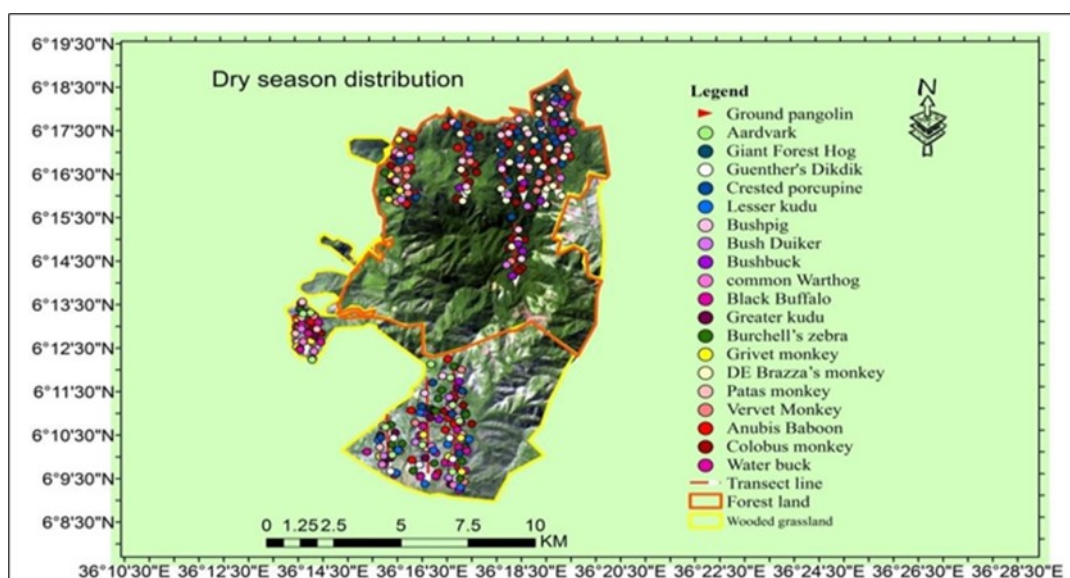 6°19'30"N
6°18'30"N
6°17'30"N
6°16'30"N
6°15'30"N
6°14'30"N
6°13'30"N
6°12'30"N
6°11'30"N
6°10'30"N
6°9'30"N
6°8'30"N
Dry season distribution
N
Legend
Ground pangolin
Aardvark
Giant Forest Hog
Guenther's Dikdik
Crested porcupine
Lesser kudu
Bushpig
Bush Duiker
Bushbuck
common Warthog
Black Buffalo
Greater kudu
Burchell's zebra
Grivet monkey
DE Brazza's monkey
Patas monkey
Vervet Monkey
Anubis Baboon
Colobus monkey
Water buck
Transect line
Forest land
Wooded grassland
0 1.252.5 5 7.5 10
KM
36°10'30"E 36°12'30"E 36°14'30"E 36°16'30"E 36°18'30"E 36°20'30"E 36°22'30"E 36°24'30"E 36°26'30"E 36°28'30"E